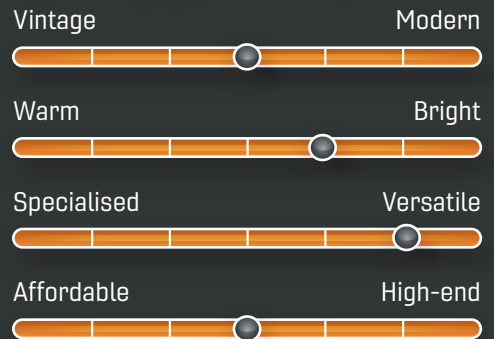 Vintage Modern
Warm Bright
Specialised Versatile
Affordable High-end